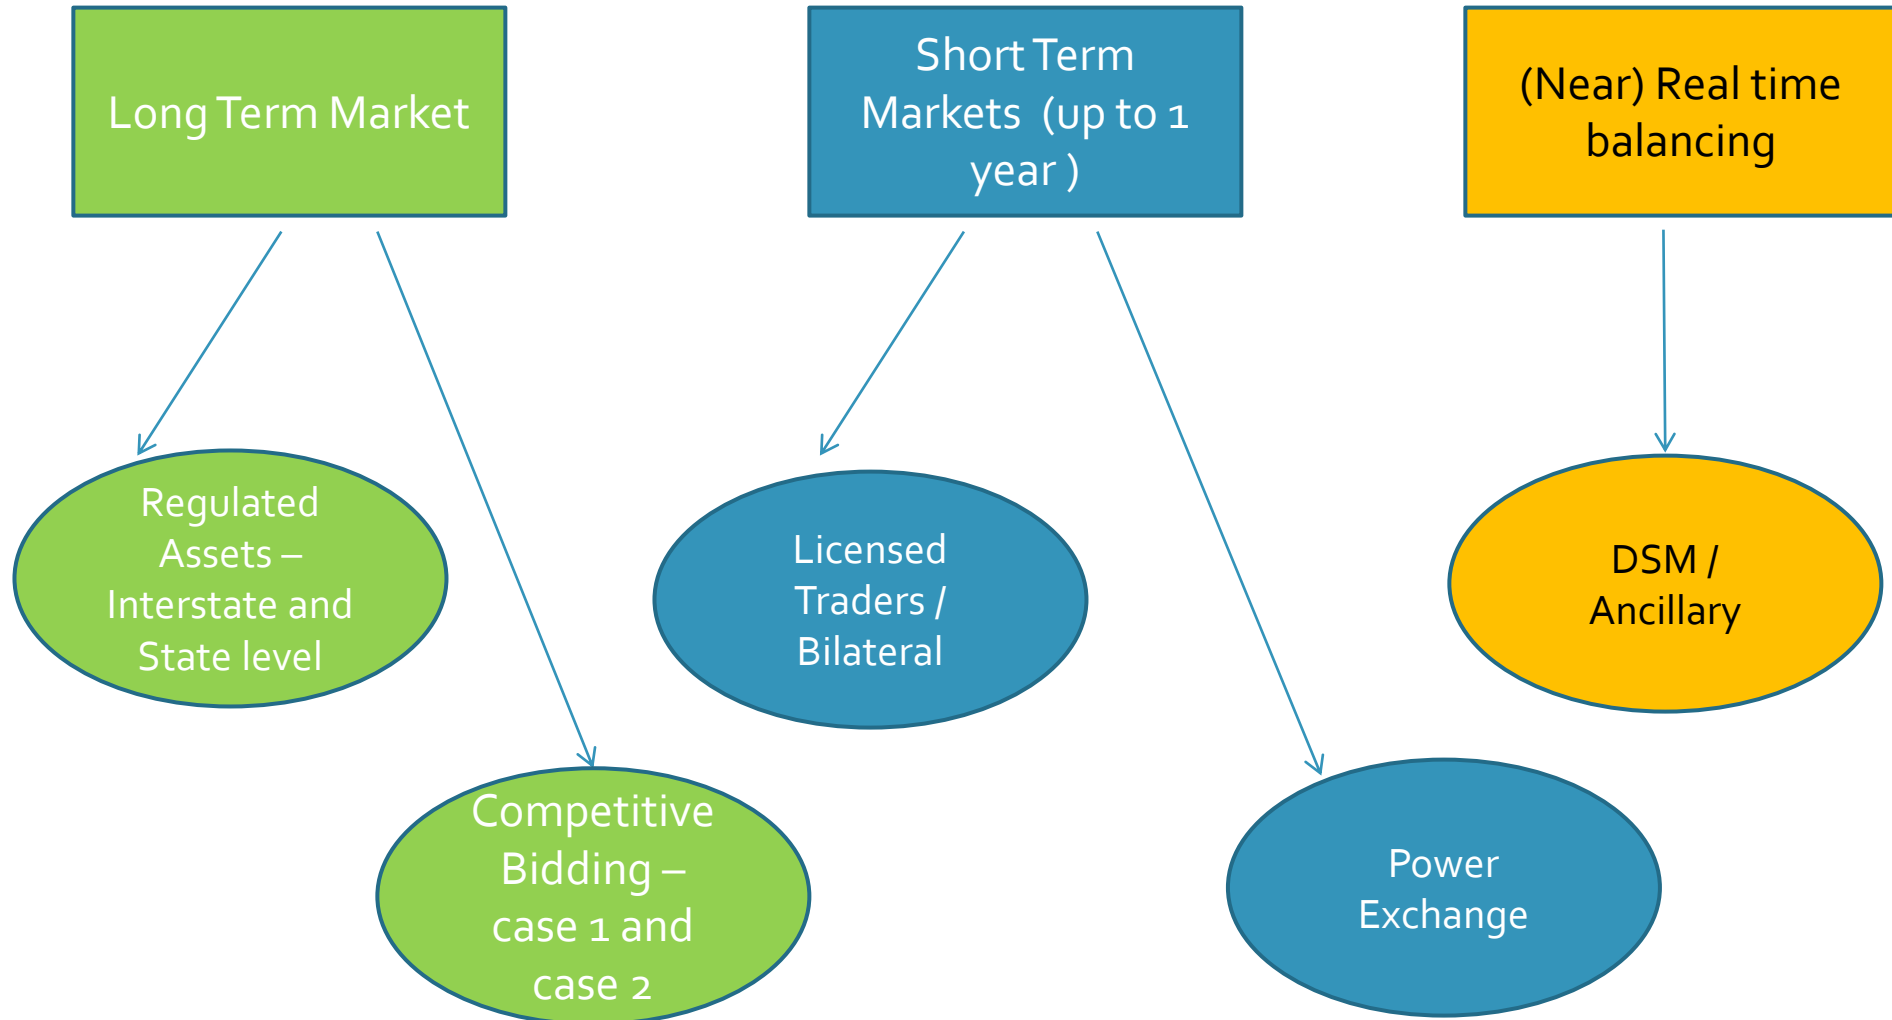 Long Term Market
Short Term
Markets (up to 1
year )
(Near) Real time
balancing
Regulated
Assets –
Interstate and
State level
Licensed
Traders /
Bilateral
DSM /
Ancillary
Competitive
Bidding –
case 1 and
case 2
Power
Exchange